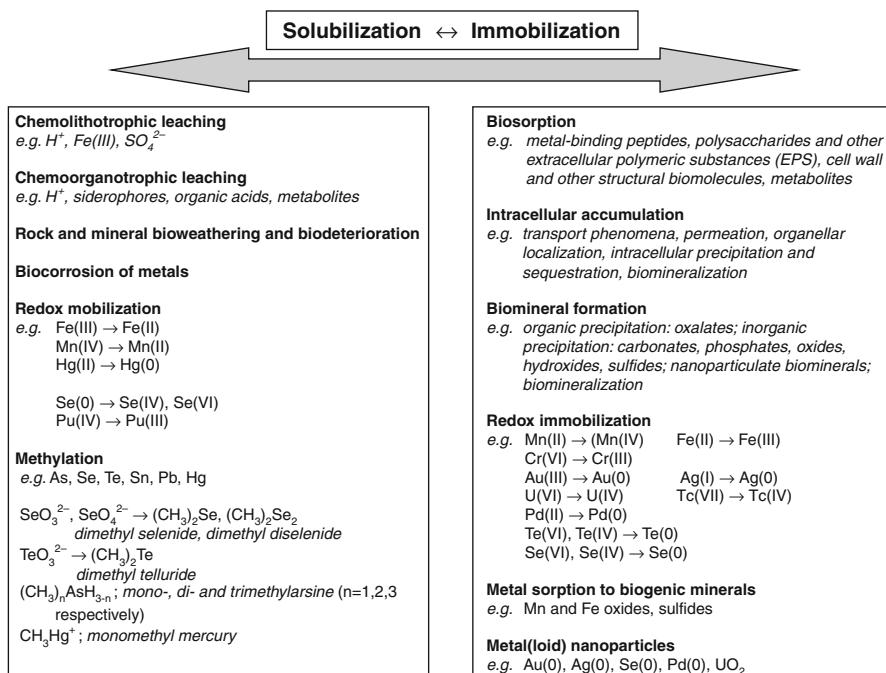 Solubilization ↔ Immobilization
Chemolithotrophic leaching
e.g. H⁺, Fe(III), SO₄²⁻
Chemoorganotrophic leaching
e.g. H⁺, siderophores, organic acids, metabolites
Rock and mineral bioweathering and biodeterioration
Biocorrosion of metals
Redox mobilization
e.g. Fe(III) → Fe(II)
Mn(IV) → Mn(II)
Hg(II) → Hg(0)
Se(0) → Se(IV), Se(VI)
Pu(IV) → Pu(III)
Methylation
e.g. As, Se, Te, Sn, Pb, Hg
SeO₃²⁻, SeO₄²⁻ → (CH₃)₂Se, (CH₃)₂Se₂
dimethyl selenide, dimethyl diselenide
TeO₃²⁻ → (CH₃)₂Te
dimethyl telluride
(CH₃)ₙAsH₃₋ₙ ; mono-, di- and trimethylarsine (n=1,2,3
respectively)
CH₃Hg⁺ ; monomethyl mercury
Biosorption
e.g. metal-binding peptides, polysaccharides and other
extracellular polymeric substances (EPS), cell wall
and other structural biomolecules, metabolites
Intracellular accumulation
e.g. transport phenomena, permeation, organellar
localization, intracellular precipitation and
sequestration, biomineralization
Biomineral formation
e.g. organic precipitation: oxalates; inorganic
precipitation: carbonates, phosphates, oxides,
hydroxides, sulfides; nanoparticulate biominerals;
biomineralization
Redox immobilization
e.g. Mn(II) → (Mn(IV) Fe(II) → Fe(III)
Cr(VI) → Cr(III)
Au(III) → Au(0) Ag(I) → Ag(0)
U(VI) → U(IV) Tc(VII) → Tc(IV)
Pd(II) → Pd(0)
Te(VI), Te(IV) → Te(0)
Se(VI), Se(IV) → Se(0)
Metal sorption to biogenic minerals
e.g. Mn and Fe oxides, sulfides
Metal(loid) nanoparticles
e.g. Au(0), Ag(0), Se(0), Pd(0), UO₂